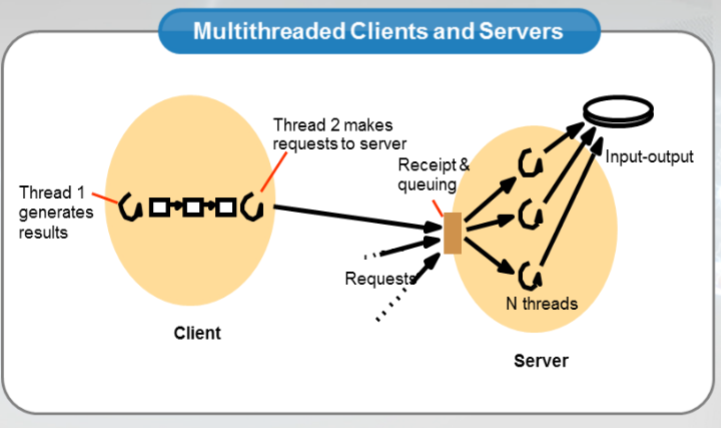 Multithreaded Clients and Servers
Thread 2 makes
requests to server
Receipt &
queuing
Input-output
Thread 1
generates
results
Requests
N threads
Client
Server